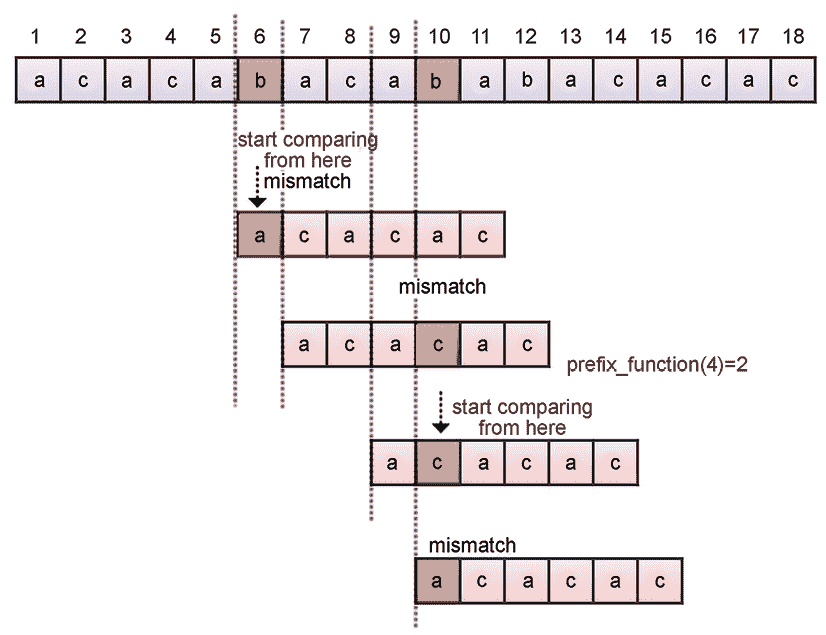 1 2 3 4 5 6 7 8 9 10 11 12 13 14 15 16 17 18
a c a c a b a c a b a b a c a c a c
start comparing
from here
mismatch
a c a c a c
mismatch
a c a c a c
prefix_function(4)=2
start comparing
from here
a c a c a c
mismatch
a c a c a c